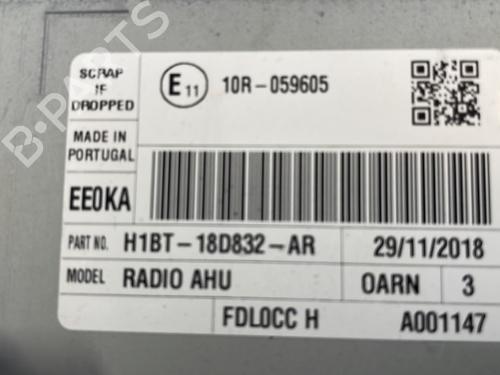 B-PARTS
SCRAP
IF
DROPPED
E 11
10R-059605
MADE IN
PORTUGAL
EE0KA
PART NO. H1BT-18D832-AR 29/11/2018
MODEL RADIO AHU OARN 3
FDL0CC H A001147